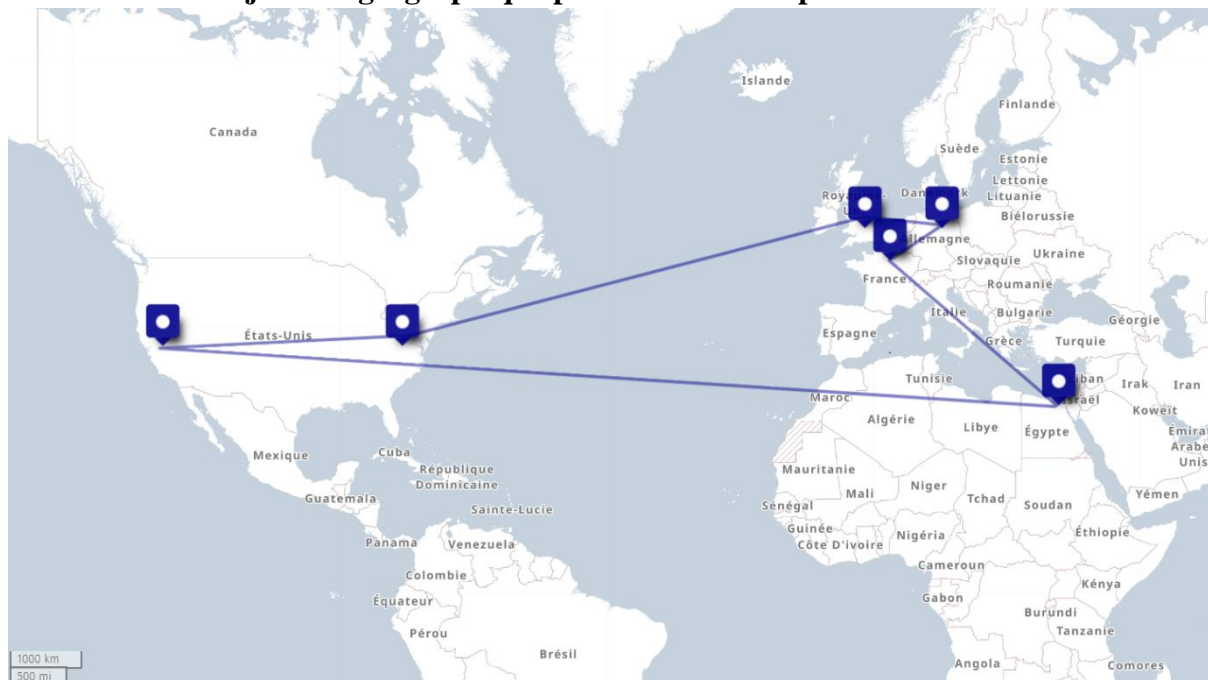 Islande
Finlande
Canada
Suède
Estonie
Lettonie
Lituanie
Biélorussie
Allemagne
Ukraine
Slovaquie
France
Roumanie
Italie
Bulgarie
Géorgie
États-Unis
Espagne
Grèce
Turquie
Tunisie
Irak
Iran
Maroc
Koweït
Algérie
Libye
Égypte
Mexique
Cuba
République
Dominicaine
Mauritanie
Niger
Mali
Yémen
Tchad
Soudan
Guatemala
Sainte-Lucie
Sénégal
Guinée
Nigéria
Éthiopie
Côte D'ivoire
Panama
Venezuela
Cameroun
Colombie
Kénya
Gabon
Équateur
Burundi
Tanzanie
Pérou
Brésil
1000 km
500 mi
Angola
Comores